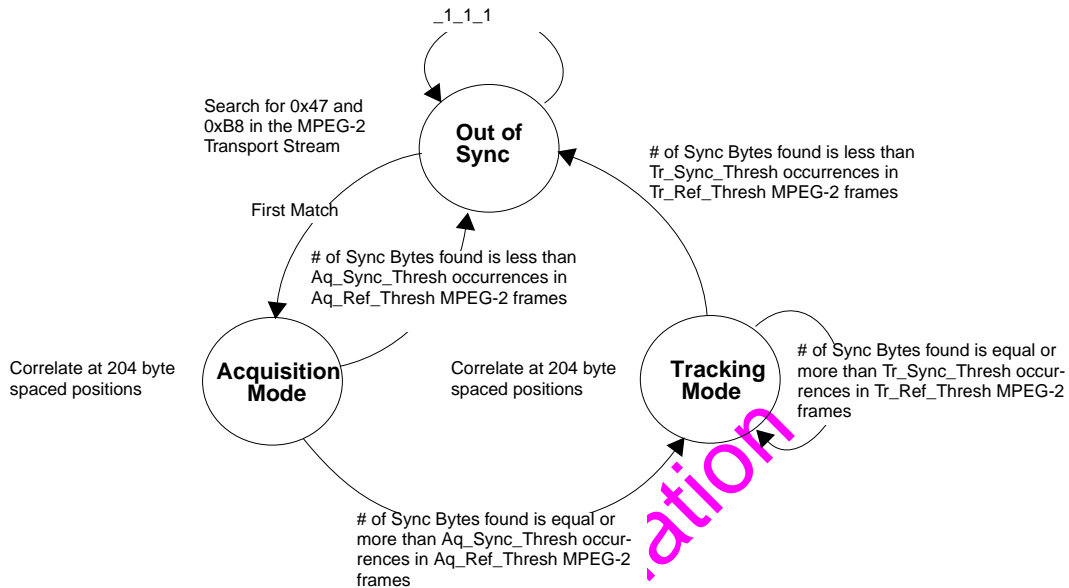 _1_1_1
Search for 0x47 and
0xB8 in the MPEG-2
Transport Stream
Out of
Sync
# of Sync Bytes found is less than
Tr_Sync_Thresh occurrences in
Tr_Ref_Thresh MPEG-2 frames
First Match
# of Sync Bytes found is less than
Aq_Sync_Thresh occurrences in
Aq_Ref_Thresh MPEG-2 frames
Correlate at 204 byte
spaced positions
Acquisition
Mode
Correlate at 204 byte
spaced positions
Tracking
Mode
# of Sync Bytes found is equal or
more than Tr_Sync_Thresh occur-
rences in Tr_Ref_Thresh MPEG-2
frames
# of Sync Bytes found is equal or
more than Aq_Sync_Thresh occur-
rences in Aq_Ref_Thresh MPEG-2
frames
ation